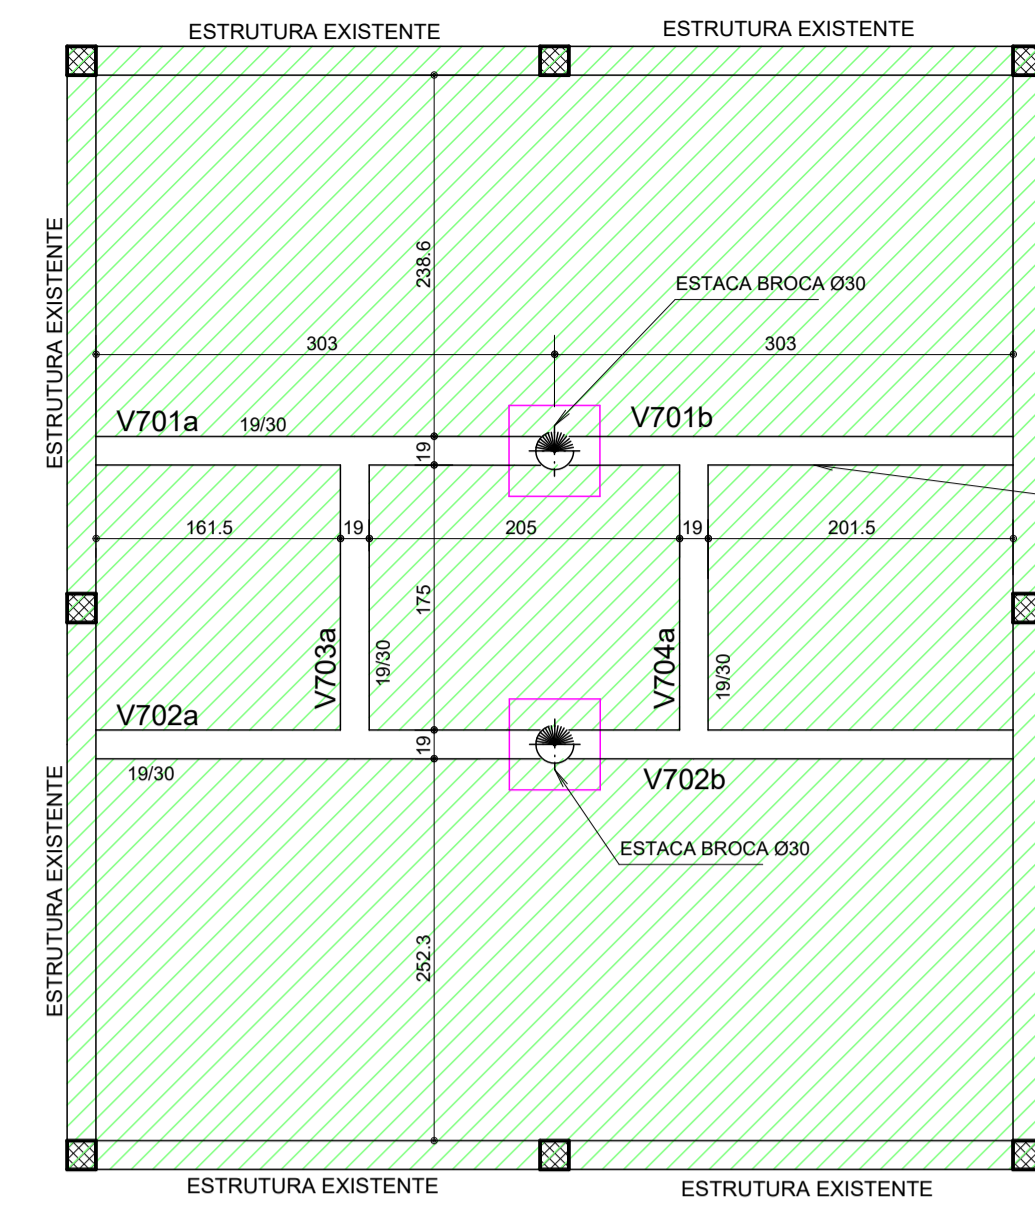 ESTRUTURA EXISTENTE
ESTRUTURA EXISTENTE
ESTRUTURA EXISTENTE
238.6
ESTACA BROCA Ø30
303
303
V701a
19/30
V701b
19
161.5
19
205
19
201.5
175
V703a
19/30
V704a
19/30
V702a
19
19/30
V702b
ESTACA BROCA Ø30
ESTRUTURA EXISTENTE
252.3
ESTRUTURA EXISTENTE
ESTRUTURA EXISTENTE